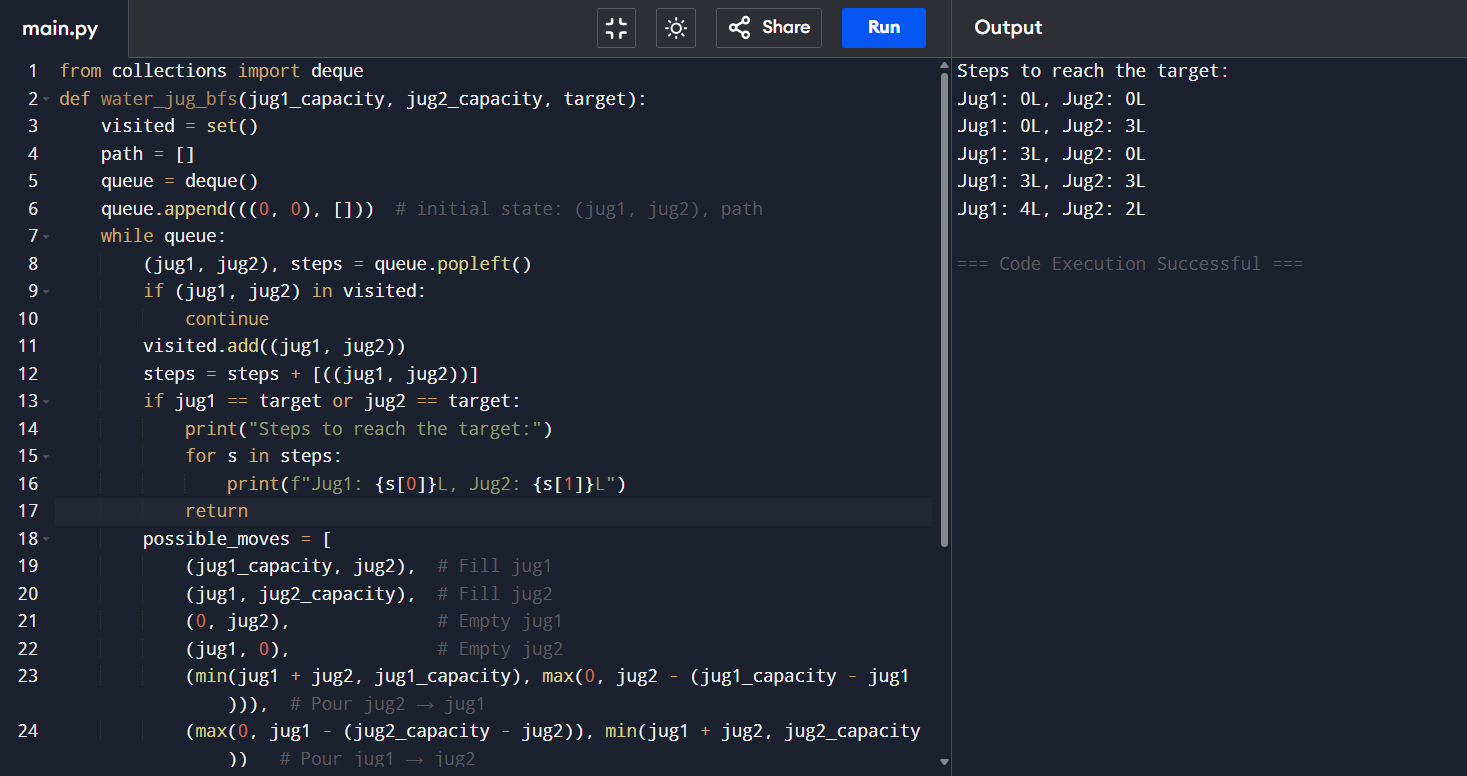 main.py
Share
Run
Output
1 from collections import deque
2 def water_jug_bfs(jug1_capacity, jug2_capacity, target):
3     visited = set()
4     path = []
5     queue = deque()
6     queue.append(((0, 0), []))  # initial state: (jug1, jug2), path
7     while queue:
8         (jug1, jug2), steps = queue.popleft()
9         if (jug1, jug2) in visited:
10             continue
11         visited.add((jug1, jug2))
12         steps = steps + [((jug1, jug2))]
13         if jug1 == target or jug2 == target:
14             print("Steps to reach the target:")
15             for s in steps:
16                 print(f"Jug1: {s[0]}L, Jug2: {s[1]}L")
17             return
18         possible_moves = [
19             (jug1_capacity, jug2),  # Fill jug1
20             (jug1, jug2_capacity),  # Fill jug2
21             (0, jug2),              # Empty jug1
22             (jug1, 0),              # Empty jug2
23             (min(jug1 + jug2, jug1_capacity), max(0, jug2 - (jug1_capacity - jug1
))),  # Pour jug2 → jug1
24             (max(0, jug1 - (jug2_capacity - jug2)), min(jug1 + jug2, jug2_capacity
))   # Pour jug1 → jug2
Steps to reach the target:
Jug1: 0L, Jug2: 0L
Jug1: 0L, Jug2: 3L
Jug1: 3L, Jug2: 0L
Jug1: 3L, Jug2: 3L
Jug1: 4L, Jug2: 2L
=== Code Execution Successful ===